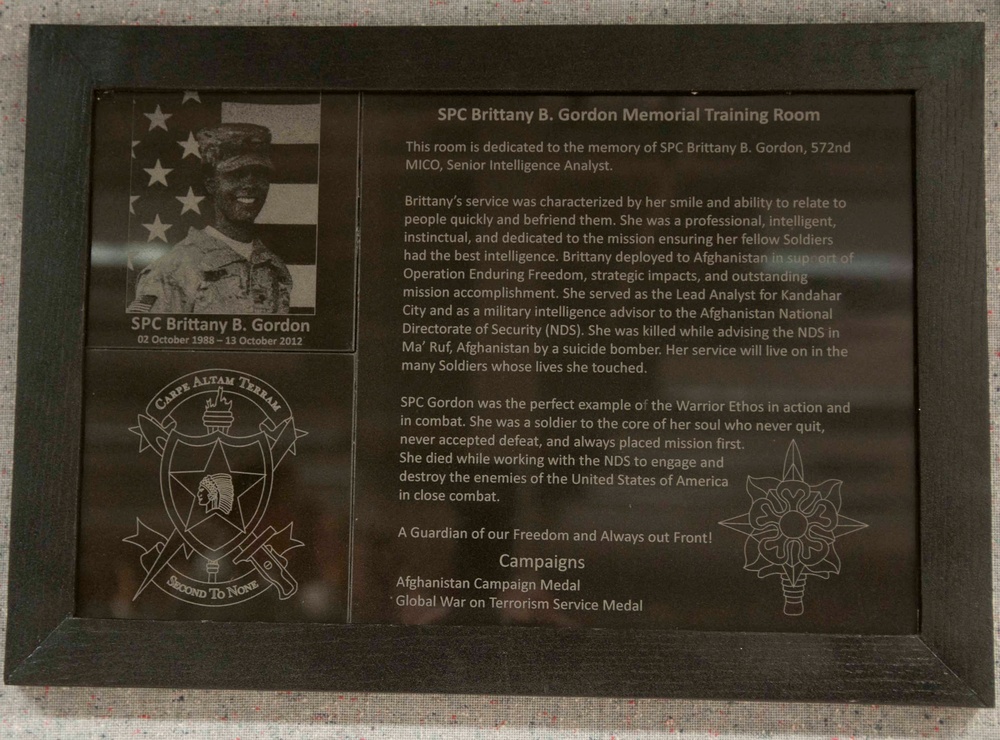 SPC Brittany B. Gordon
02 October 1988 – 13 October 2012
CARPE ALTAM TERRAM
SECOND TO NONE
SPC Brittany B. Gordon Memorial Training Room
This room is dedicated to the memory of SPC Brittany B. Gordon, 572nd
MICO, Senior Intelligence Analyst.
Brittany's service was characterized by her smile and ability to relate to
people quickly and befriend them. She was a professional, intelligent,
instinctual, and dedicated to the mission ensuring her fellow Soldiers
had the best intelligence. Brittany deployed to Afghanistan in support of
Operation Enduring Freedom, strategic impacts, and outstanding
mission accomplishment. She served as the Lead Analyst for Kandahar
City and as a military intelligence advisor to the Afghanistan National
Directorate of Security (NDS). She was killed while advising the NDS in
Ma' Ruf, Afghanistan by a suicide bomber. Her service will live on in the
many Soldiers whose lives she touched.
SPC Gordon was the perfect example of the Warrior Ethos in action and
in combat. She was a soldier to the core of her soul who never quit,
never accepted defeat, and always placed mission first.
She died while working with the NDS to engage and
destroy the enemies of the United States of America
in close combat.
A Guardian of our Freedom and Always out Front!
Campaigns
Afghanistan Campaign Medal
Global War on Terrorism Service Medal